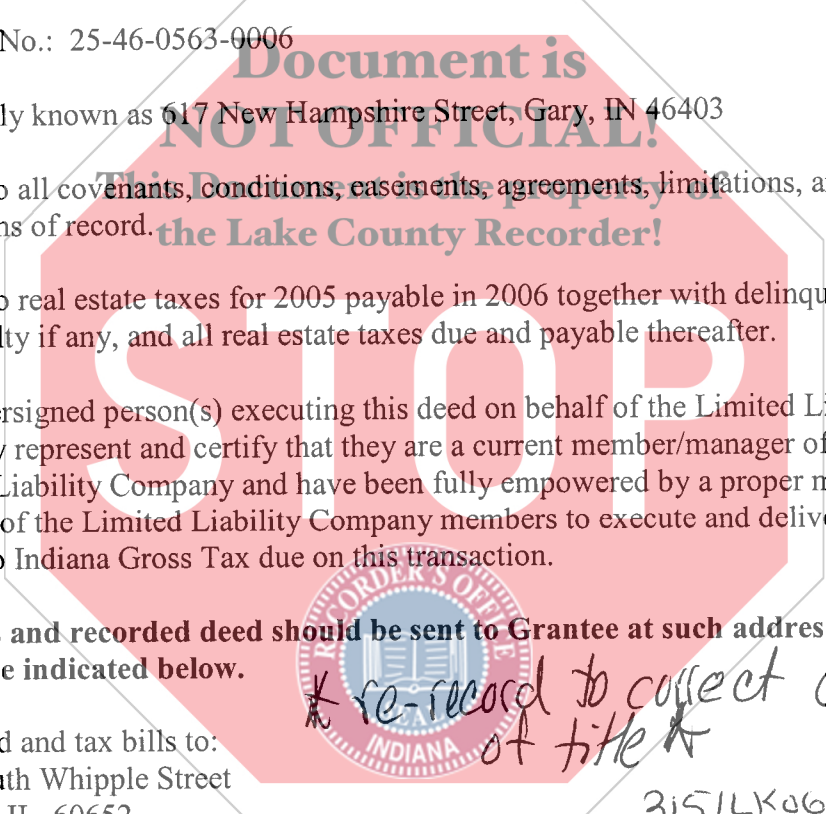 No.: 25-46-0563-0006
Document is
ly known as 617 New Hampshire Street, Gary, IN 46403
NOT OFFICIAL!
o all covenants, conditions, easements, agreements, limitations, a
This Document is the property of
ns of record.
the Lake County Recorder!
o real estate taxes for 2005 payable in 2006 together with delinqu
lty if any, and all real estate taxes due and payable thereafter.
STOP
ersigned person(s) executing this deed on behalf of the Limited Li
y represent and certify that they are a current member/manager of
Liability Company and have been fully empowered by a proper
of the Limited Liability Company members to execute and delive
o Indiana Gross Tax due on this transaction.
RECORDER'S OFFICE
SEAL
INDIANA
s and recorded deed should be sent to Grantee at such addres
e indicated below.
* re-record to correct
of title *
d and tax bills to:
uth Whipple Street
IL 60652